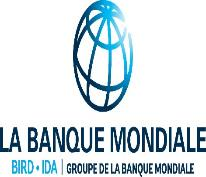 LA BANQUE MONDIALE
BIRD • IDA | GROUPE DE LA BANQUE MONDIALE